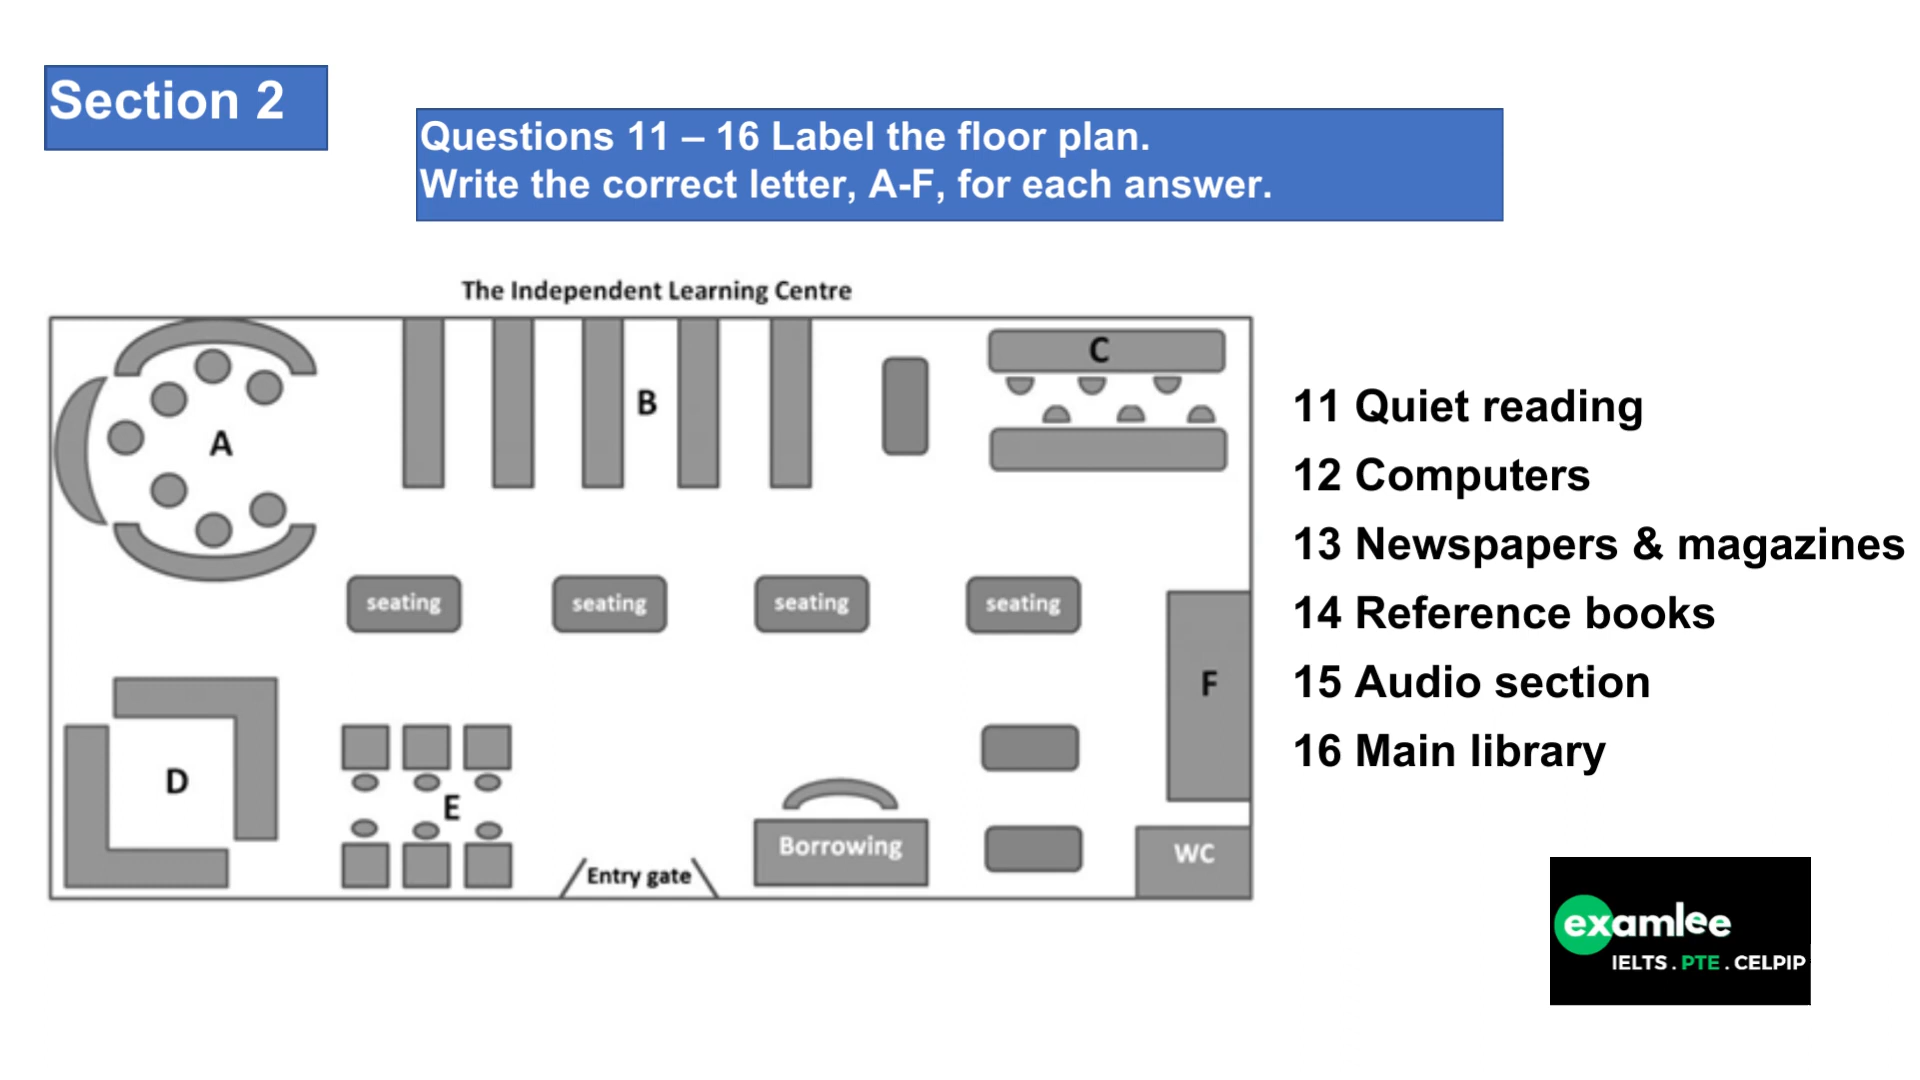 Section 2
Questions 11 – 16 Label the floor plan.
Write the correct letter, A-F, for each answer.
The Independent Learning Centre
A
B
C
seating
seating
seating
seating
D
E
F
Borrowing
Entry gate
WC
11 Quiet reading
12 Computers
13 Newspapers & magazines
14 Reference books
15 Audio section
16 Main library
examlee
IELTS . PTE . CELPIP